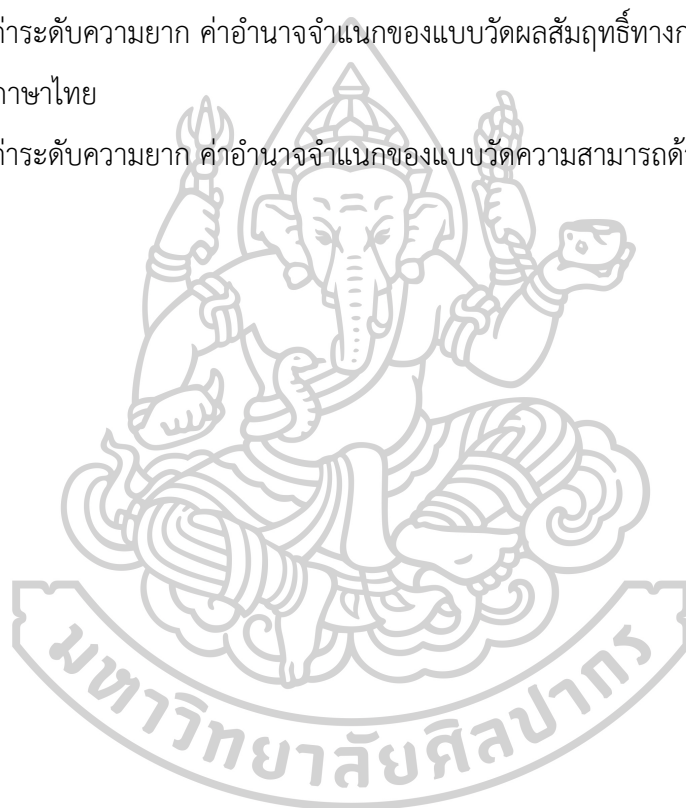 ค่าระดับความยาก ค่าอำนาจจำแนกของแบบวัดผลสัมฤทธิ์ทาง
ภาษาไทย
ค่าระดับความยาก ค่าอำนาจจำแนกของแบบวัดความสามารถ
มหาวิทยาลัยศิลปากร